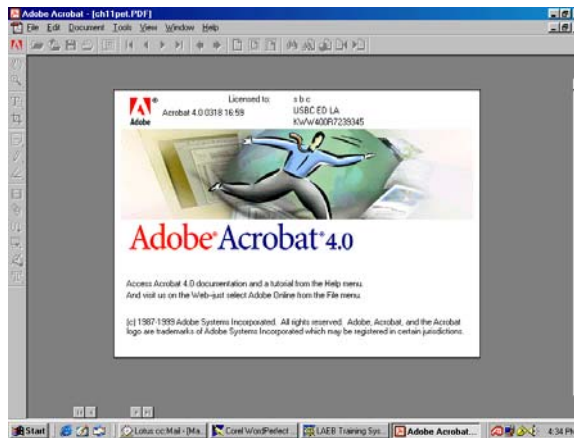 Adobe Acrobat - [ch11pet.PDF]
File Edit Document Tools View Window Help
Licensed to: s b c
Acrobat 4.0 0318 16:59 USBC ED LA
KWW400R7239345
Adobe
Adobe® Acrobat® 4.0
Access Acrobat 4.0 documentation and a tutorial from the Help menu.
And visit us on the Web–just select Adobe Online from the File menu.
(c) 1987-1999 Adobe Systems Incorporated. All rights reserved. Adobe, Acrobat, and the Acrobat
logo are trademarks of Adobe Systems Incorporated which may be registered in certain jurisdictions.
Start Lotus cc:Mail - [Ma... Corel WordPerfect ... LAEB Training Sys... Adobe Acrobat... 4:34 PM